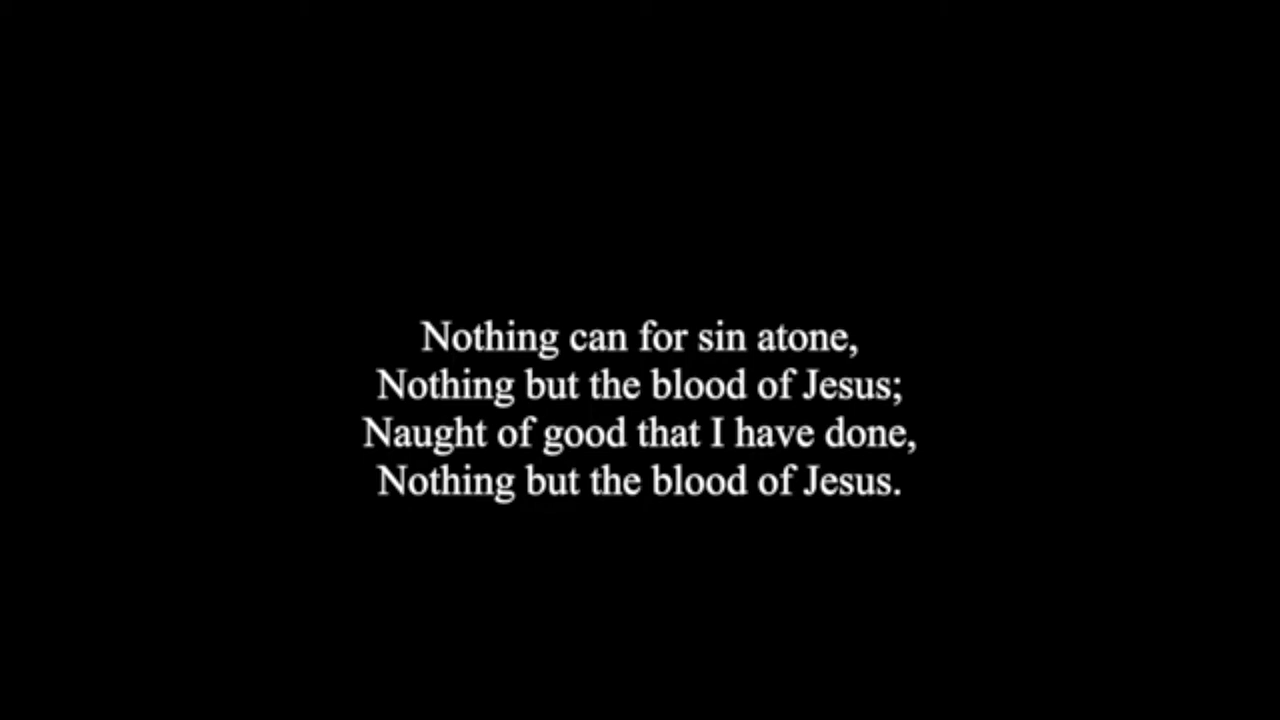 Nothing can for sin atone,
Nothing but the blood of Jesus;
Naught of good that I have done,
Nothing but the blood of Jesus.